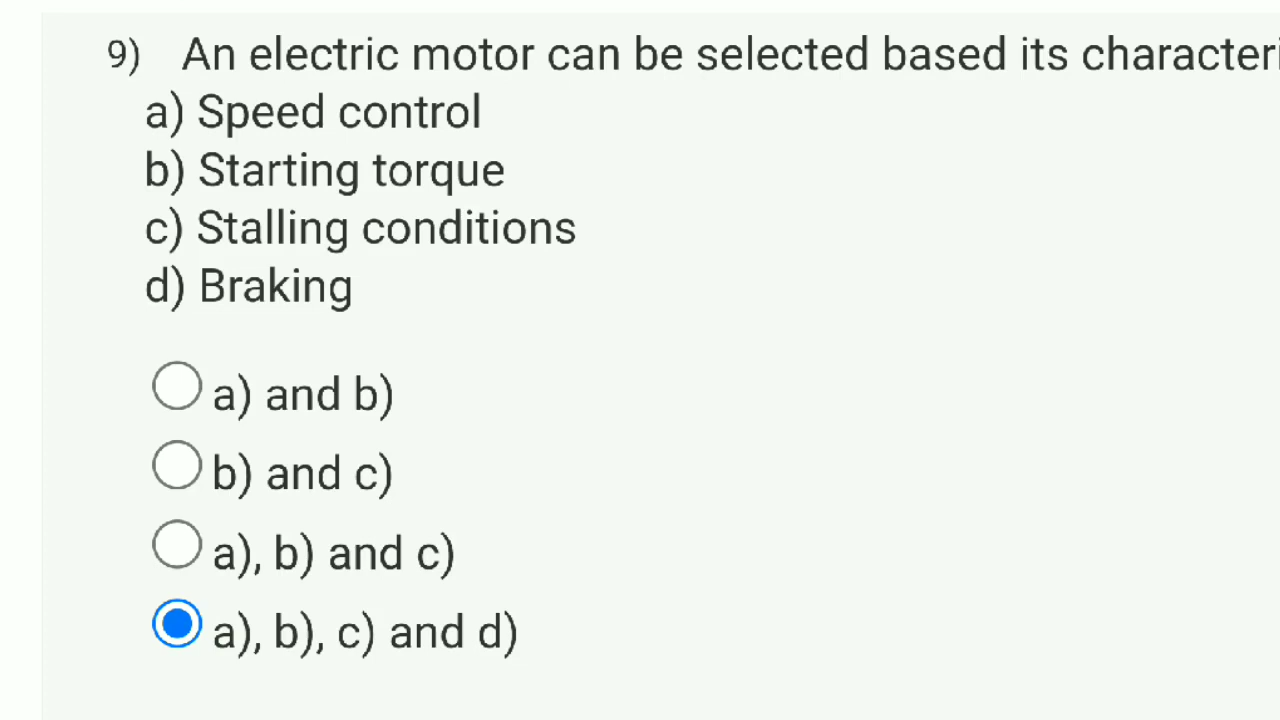 9) An electric motor can be selected based its characteri
a) Speed control
b) Starting torque
c) Stalling conditions
d) Braking
a) and b)
b) and c)
a), b) and c)
a), b), c) and d)